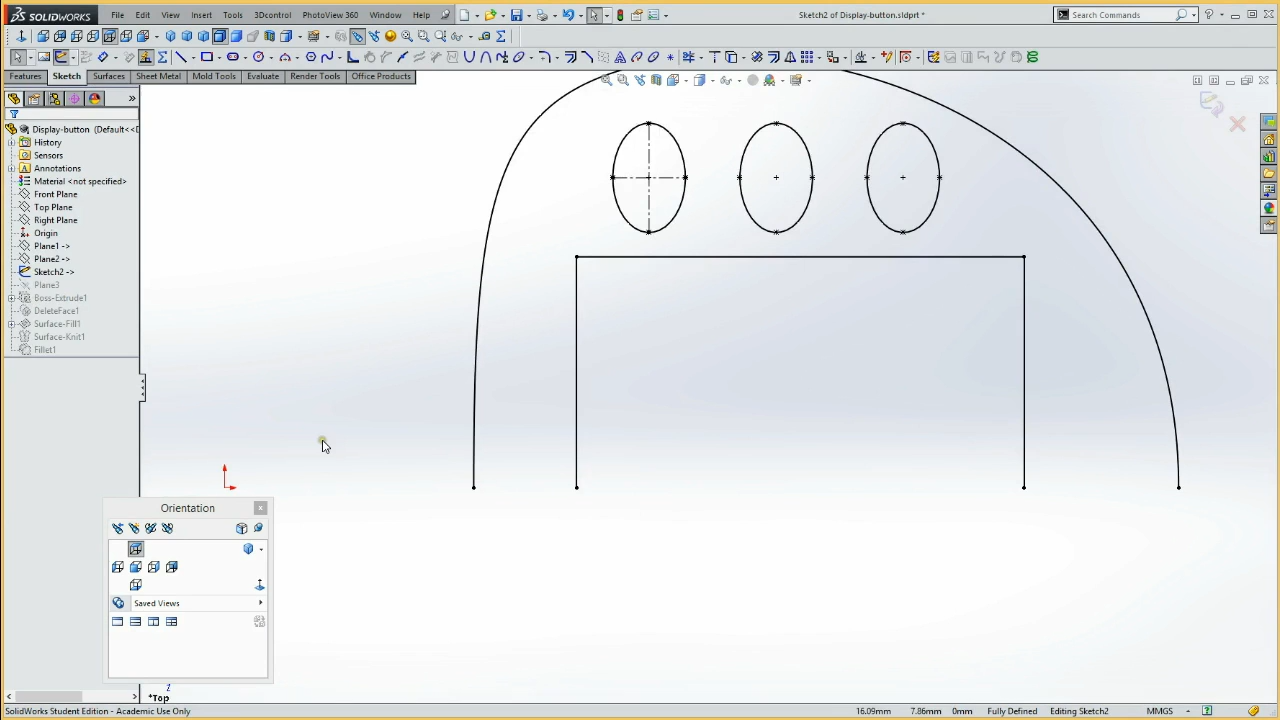 SOLIDWORKS File Edit View Insert Tools 3Dcontrol PhotoView 360 Window Help Sketch2 of Display-button.sldprt * Search Commands
Features Sketch Surfaces Sheet Metal Mold Tools Evaluate Render Tools Office Products
Display-button (Default<<D
History
Sensors
Annotations
Material <not specified>
Front Plane
Top Plane
Right Plane
Origin
Plane1 ->
Plane2 ->
Sketch2 ->
Plane3
Boss-Extrude1
DeleteFace1
Surface-Fill1
Surface-Knit1
Fillet1
Orientation
Saved Views
z
*Top
SolidWorks Student Edition - Academic Use Only 16.09mm 7.86mm 0mm Fully Defined Editing Sketch2 MMGS